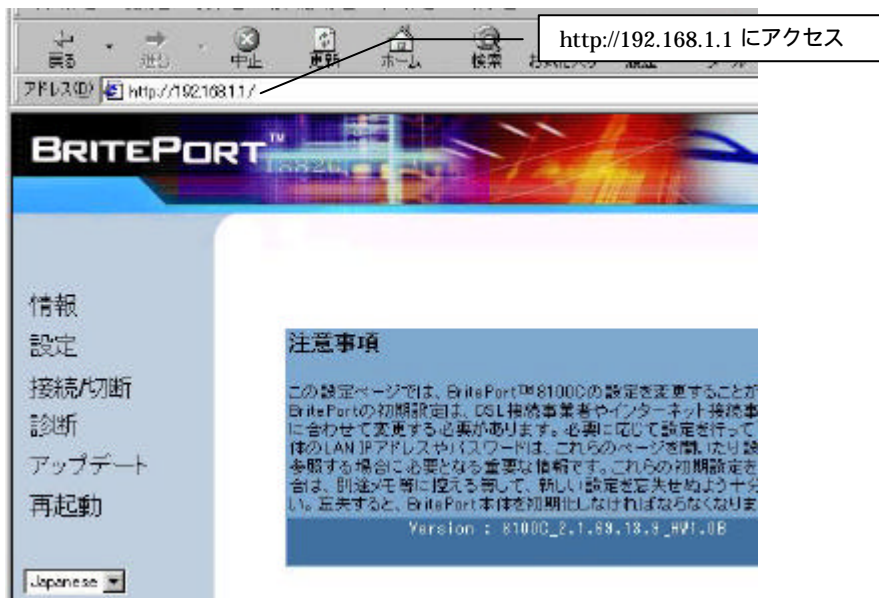 http://192.168.1.1 にアクセス
戻る 進む 中止 更新 ホーム 検索 お気に入り 履歴 メール
アドレス(D) http://192.168.1.1/
BRITEPORT™
情報
設定
接続/切断
診断
アップデート
再起動
Japanese
注意事項
この設定ページでは、BritePort™8100Cの設定を変更することが
BritePortの初期設定は、DSL接続事業者やインターネット接続事
に合わせて変更する必要があります。必要に応じて設定を行って
体のLAN IPアドレスやパスワードは、これらのページを開いたり設
参照する場合に必要となる重要な情報です。これらの初期設定を
合は、別途メモ等に控える等して、新しい設定を忘失せぬよう十分
い。忘失すると、BritePort本体を初期化しなければならなくなりま